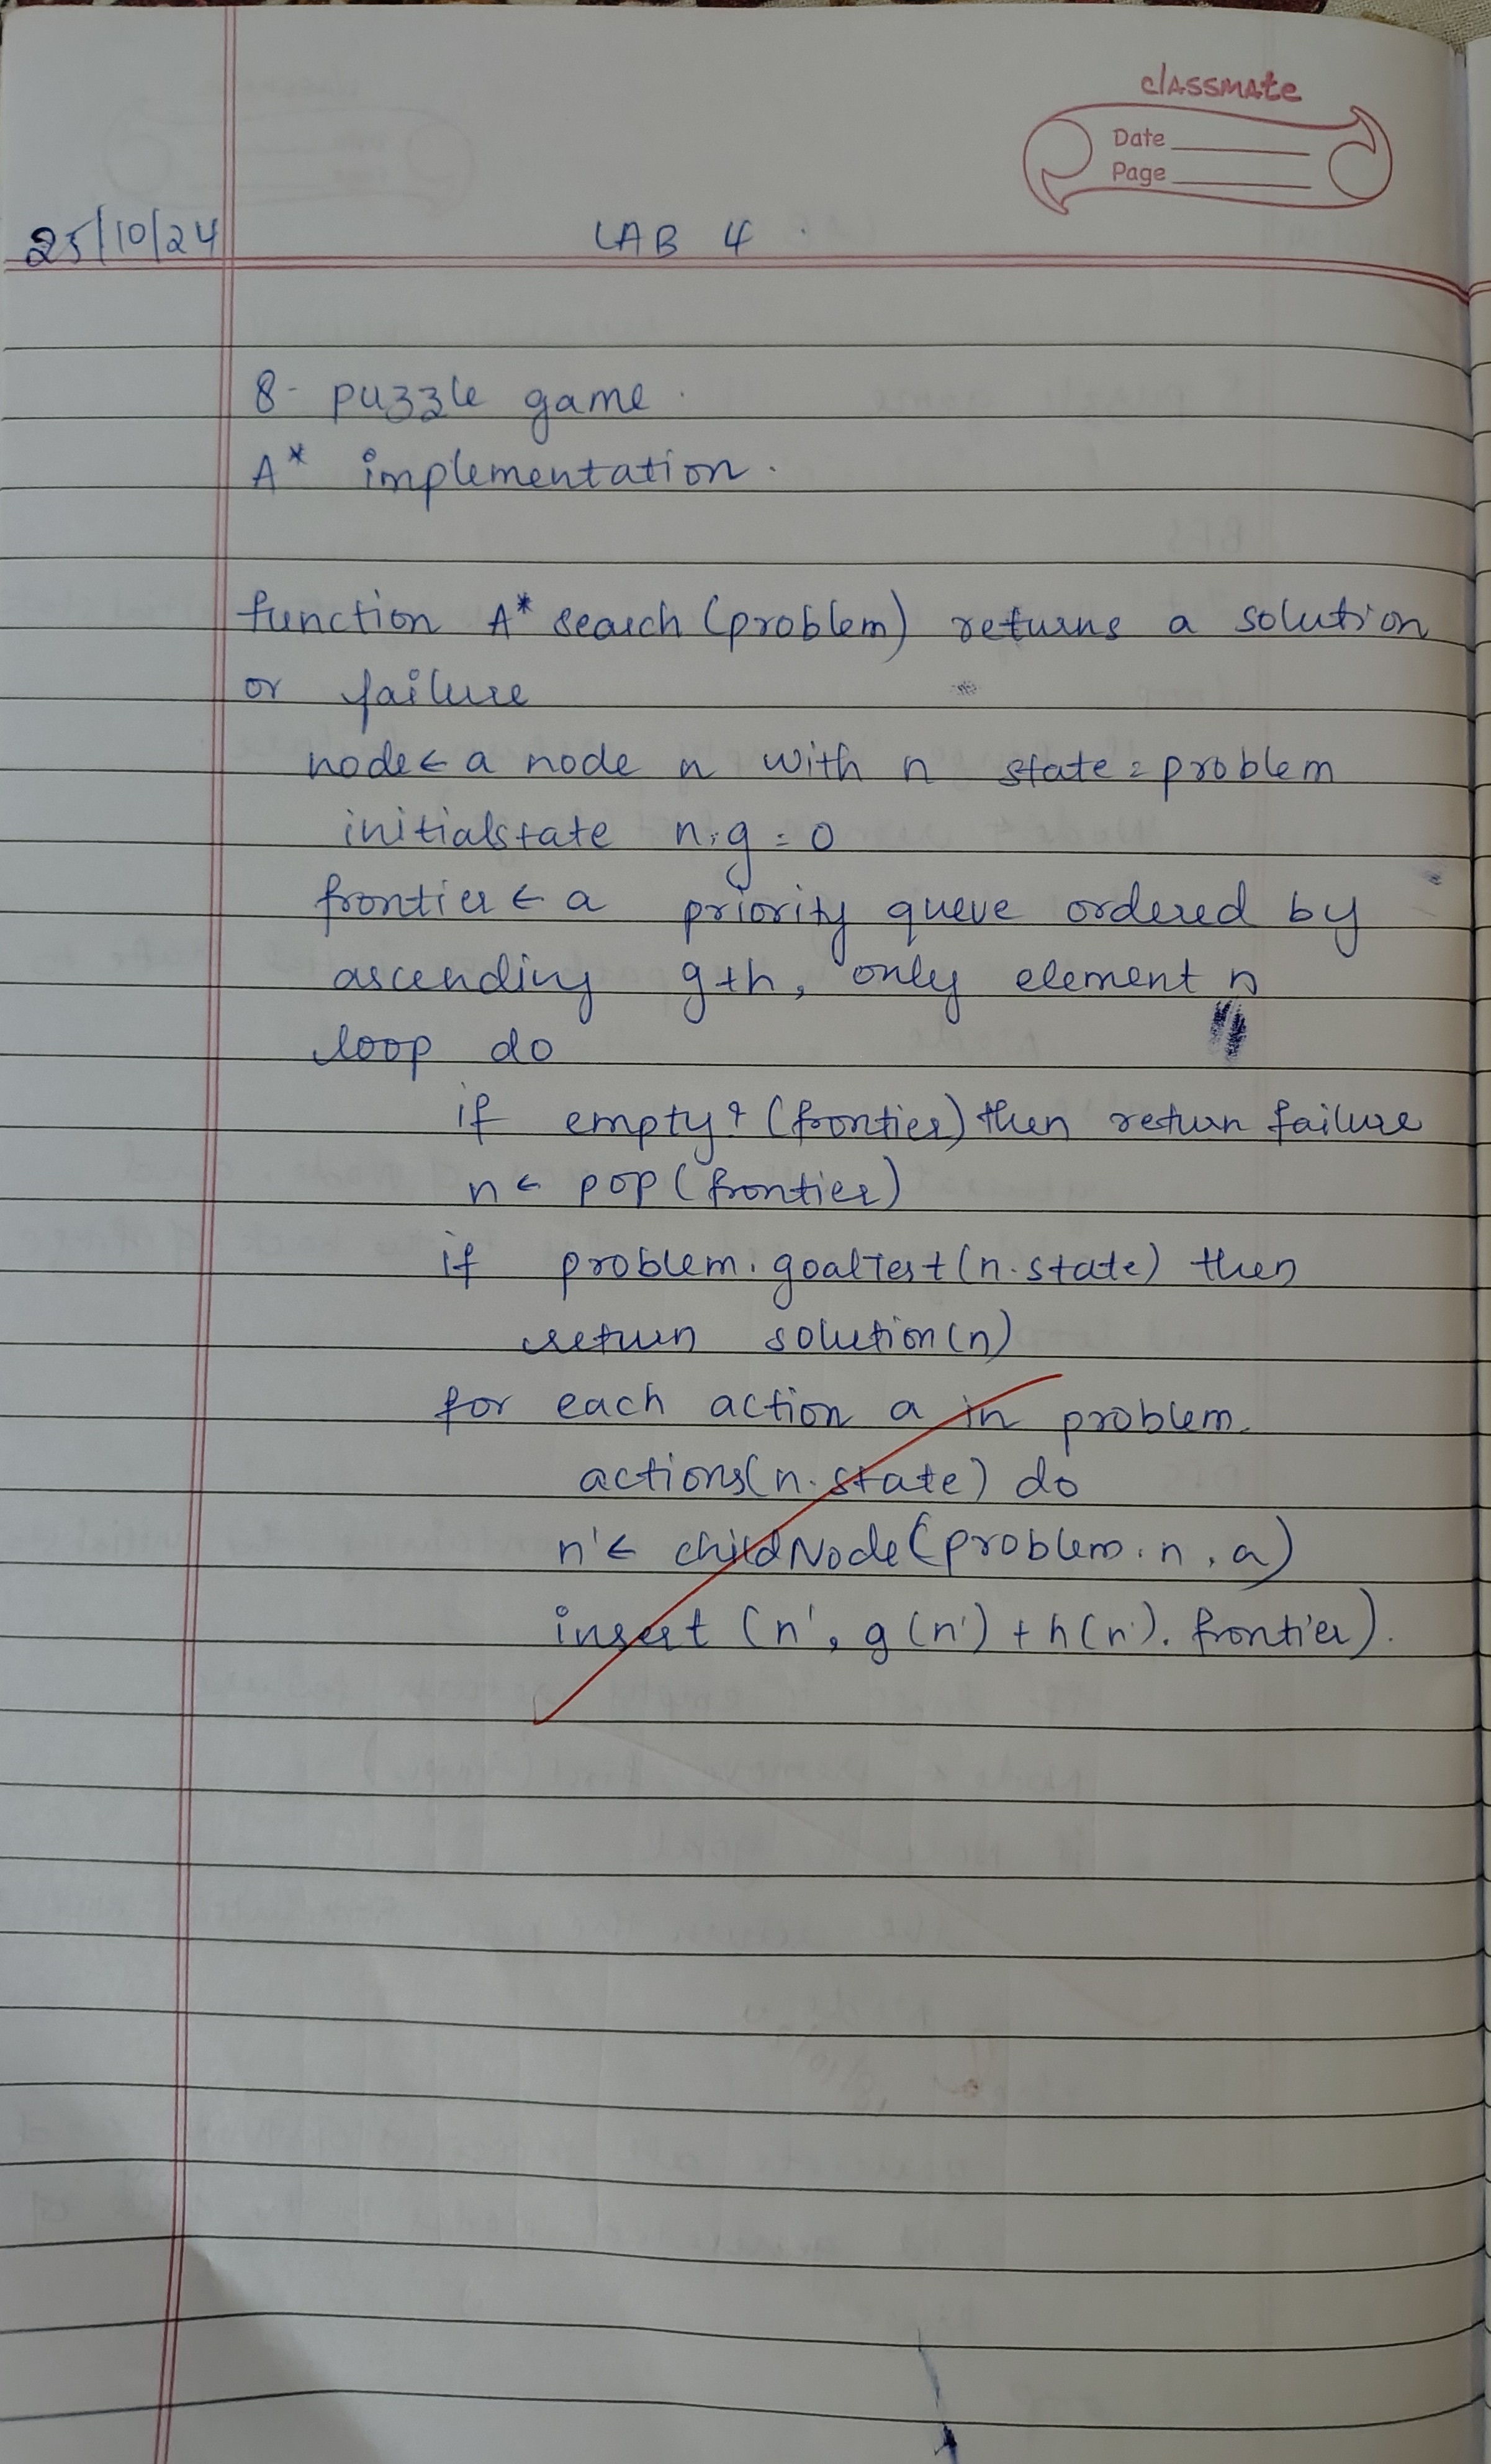 classmate
Date
Page
25/10/24 LAB 4
8- puzzle game
A* implementation.
function A* search (problem) returns a solution
or failure
node ← a node n with n state = problem
initialstate n.g = 0
frontier ← a priority queue ordered by
ascending g+h, only element n
loop do
if empty? (frontier) then return failure
n ← pop (frontier)
if problem.goalTest(n.state) then
return solution(n)
for each action a in problem.
actions(n.state) do
n' ← childNode (problem.n, a)
insert (n', g(n') + h(n'). frontier).